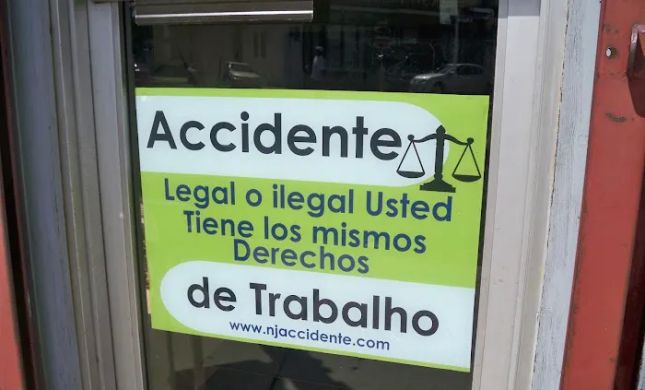 Accidente
Legal o ilegal Usted
Tiene los mismos
Derechos
de Trabalho
www.njaccidente.com